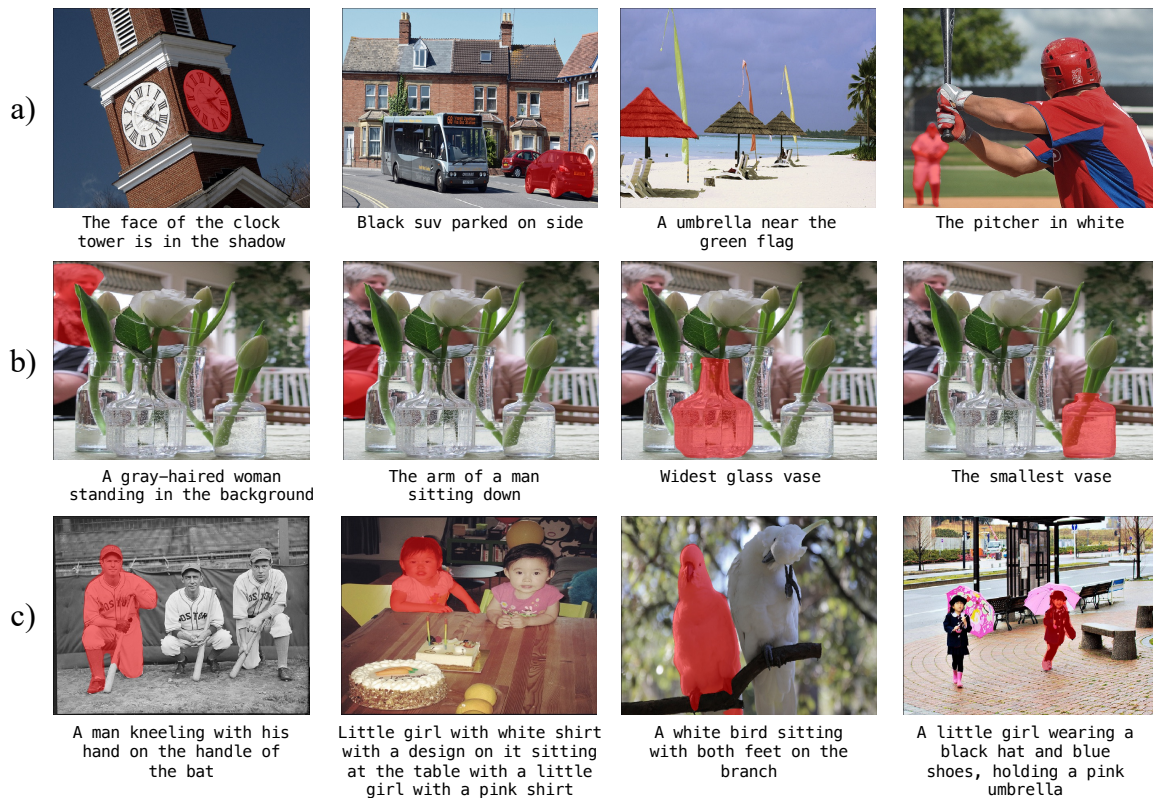 a)
The face of the clock
tower is in the shadow
Black suv parked on side
A umbrella near the
green flag
The pitcher in white
b)
A gray-haired woman
standing in the background
The arm of a man
sitting down
Widest glass vase
The smallest vase
c)
BOSTON
BOSTON
BOSTON
A man kneeling with his
hand on the handle of
the bat
Little girl with white shirt
with a design on it sitting
at the table with a little
girl with a pink shirt
A white bird sitting
with both feet on the
branch
A little girl wearing a
black hat and blue
shoes, holding a pink
umbrella